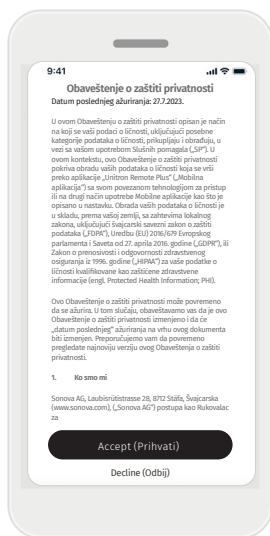 9:41
Obaveštenje o zaštiti privatnosti
Datum poslednjeg ažuriranja: 27.7.2023.
U ovom Obaveštenju o zaštiti privatnosti opisan je način
na koji se vaši podaci o ličnosti, uključujući posebne
kategorije podataka o ličnosti, prikupljaju i obrađuju, u
vezi sa vašom upotrebom Slušnih pomagala („SP“). U
ovom kontekstu, ovo Obaveštenje o zaštiti privatnosti
pokriva obradu vaših podataka o ličnosti koja se vrši
preko aplikacije „Unitron Remote Plus“ („Mobilna
aplikacija“) sa svom povezanom tehnologijom za pristup
ili na drugi način upotrebe Mobilne aplikacije kao što je
opisano u nastavku. Obrada vaših podataka o ličnosti je
u skladu, prema vašoj zemlji, sa zahtevima lokalnog
zakona, uključujući Švajcarski savezni zakon o zaštiti
podataka („FDPA“), Uredbu (EU) 2016/679 Evropskog
parlamenta i Saveta od 27. aprila 2016. godine („GDPR“), ili
Zakon o prenosivosti i odgovornosti zdravstvenog
osiguranja iz 1996. godine („HIPAA“) za vaše podatke o
ličnosti kvalifikovane kao zaštićene zdravstvene
informacije (engl. Protected Health Information; PHI).
Ovo Obaveštenje o zaštiti privatnosti može povremeno
da se ažurira. U tom slučaju, obaveštavamo vas da je ovo
Obaveštenje o zaštiti privatnosti izmenjeno i da će
„datum poslednjeg“ ažuriranja na vrhu ovog dokumenta
biti izmenjen. Preporučujemo vam da povremeno
pregledate najnoviju verziju ovog Obaveštenja o zaštiti
privatnosti.
1. Ko smo mi
Sonova AG, Laubisrütistrasse 28, 8712 Stäfa, Švajcarska
(www.sonova.com), („Sonova AG“) postupa kao Rukovalac
za
Accept (Prihvati)
Decline (Odbij)